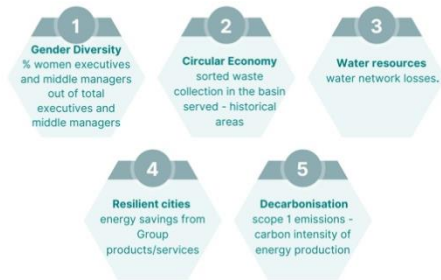 1
Gender Diversity
% women executives
and middle managers
out of total
executives and
middle managers
2
Circular Economy
sorted waste
collection in the basin
served - historical
areas
3
Water resources
water network losses.
4
Resilient cities
energy savings from
Group
products/services
5
Decarbonisation
scope 1 emissions -
carbon intensity of
energy production